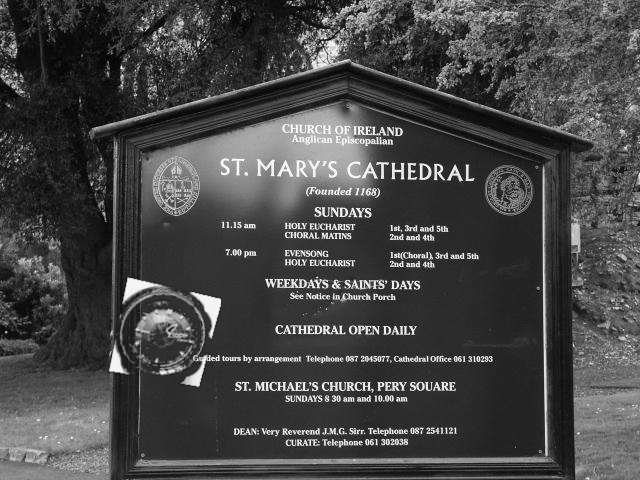 CHURCH OF IRELAND
Anglican Episcopalian
ST. MARY'S CATHEDRAL
(Founded 1168)
SUNDAYS
11.15 am HOLY EUCHARIST 1st, 3rd and 5th
CHORAL MATINS 2nd and 4th
7.00 pm EVENSONG 1st(Choral), 3rd and 5th
HOLY EUCHARIST 2nd and 4th
WEEKDAYS & SAINTS' DAYS
See Notice in Church Porch
CATHEDRAL OPEN DAILY
Guided tours by arrangement Telephone 087 2045077, Cathedral Office 061 310293
ST. MICHAEL'S CHURCH, PERY SQUARE
SUNDAYS 8 30 am and 10.00 am
DEAN: Very Reverend J.M.G. Sirr. Telephone 087 2541121
CURATE: Telephone 061 302038